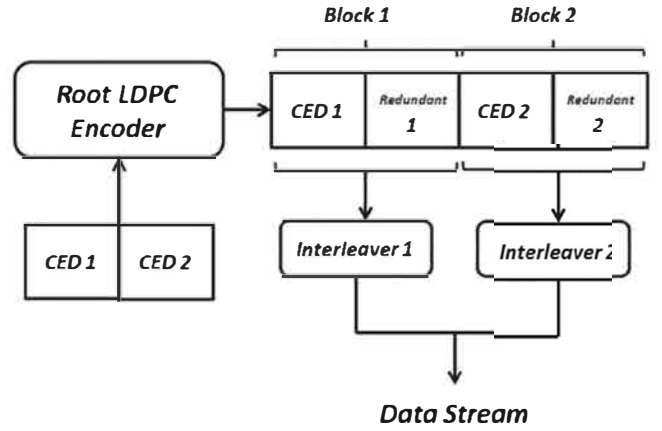 Block 1
Block 2
Root LDPC
Encoder
CED 1
Redundant
1
CED 2
Redundant
2
CED 1
CED 2
Interleaver 1
Interleaver 2
Data Stream